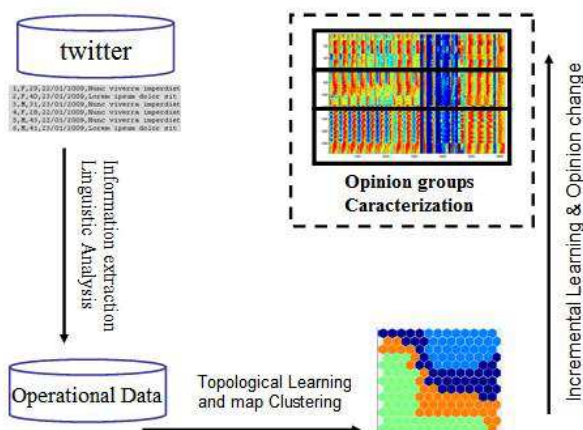 twitter
1,F,29,22/01/2009,Nunc viverra imperdiet
2,F,40,23/01/2009,Lorem ipsum dolor sit
3,M,31,23/01/2009,Nunc viverra imperdiet
4,F,18,22/01/2009,Nunc viverra imperdiet
5,M,43,22/01/2009,Nunc viverra imperdiet
6,M,41,23/01/2009,Lorem ipsum dolor sit
Opinion groups
Caracterization
Information extraction
Linguistic Analysis
Incremental Learning & Opinion change
Operational Data
Topological Learning
and map Clustering